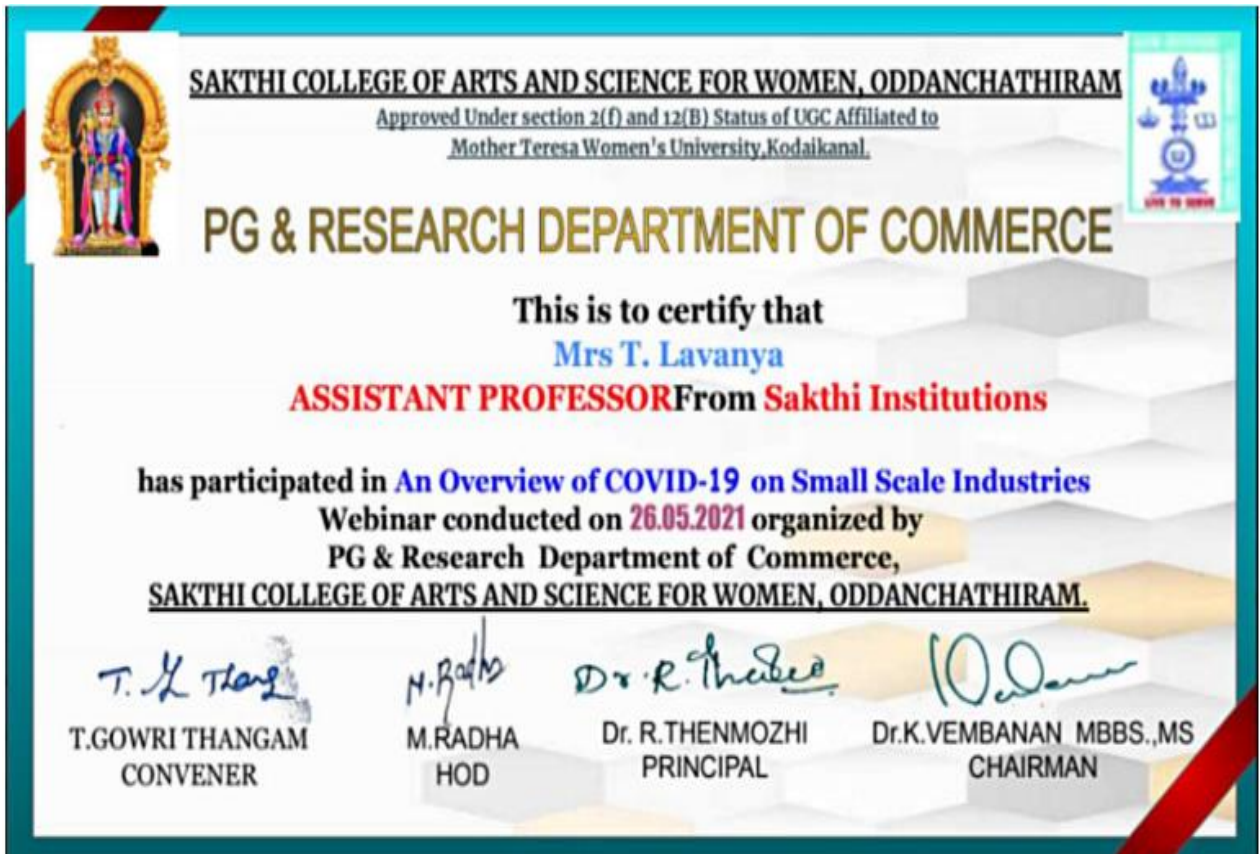 SAKTHI COLLEGE OF ARTS AND SCIENCE FOR WOMEN, ODDANCHATHIRAM
Approved Under section 2(f) and 12(B) Status of UGC Affiliated to
Mother Teresa Women's University,Kodaikanal.
LIVE TO SERVE
PG & RESEARCH DEPARTMENT OF COMMERCE
This is to certify that
Mrs T. Lavanya
ASSISTANT PROFESSORFrom Sakthi Institutions
has participated in An Overview of COVID-19 on Small Scale Industries
Webinar conducted on 26.05.2021 organized by
PG & Research Department of Commerce,
SAKTHI COLLEGE OF ARTS AND SCIENCE FOR WOMEN, ODDANCHATHIRAM.
T.GOWRI THANGAM
CONVENER
M.RADHA
HOD
Dr. R.THENMOZHI
PRINCIPAL
Dr.K.VEMBANAN MBBS.,MS
CHAIRMAN